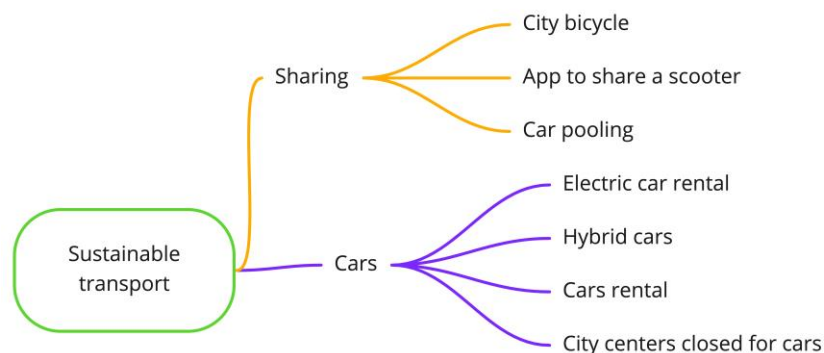 City bicycle
Sharing
App to share a scooter
Car pooling
Electric car rental
Sustainable
transport
Hybrid cars
Cars
Cars rental
City centers closed for cars